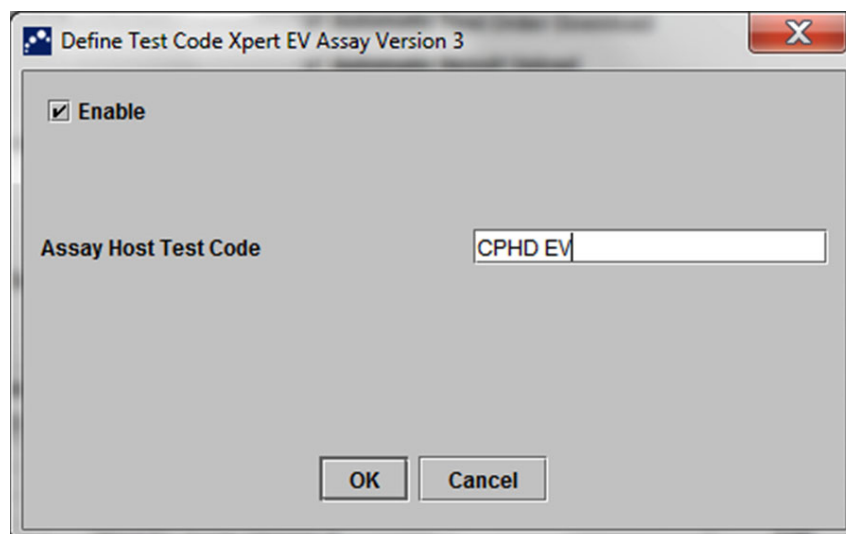 Define Test Code Xpert EV Assay Version 3
Enable
Assay Host Test Code
CPHD EV
OK
Cancel